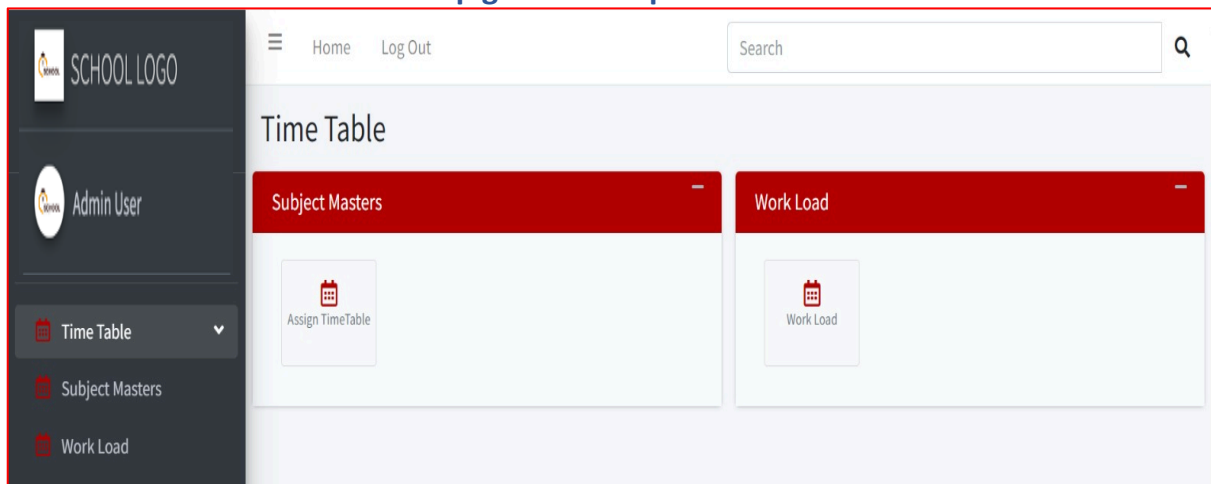 SCHOOL LOGO
Home Log Out
Search
Admin User
Time Table
Subject Masters
Work Load
Time Table
Subject Masters
Assign TimeTable
Work Load
Work Load